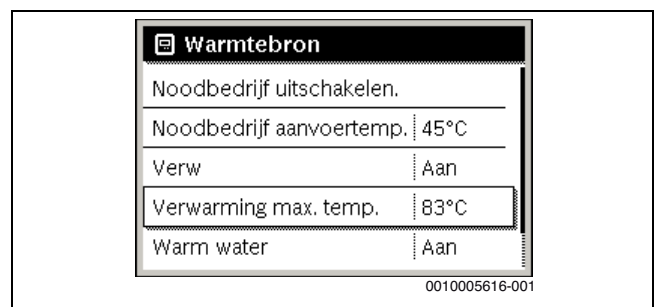 Warmtebron
Noodbedrijf uitschakelen.
Noodbedrijf aanvoertemp. 45°C
Verw Aan
Verwarming max. temp. 83°C
Warm water Aan
0010005616-001